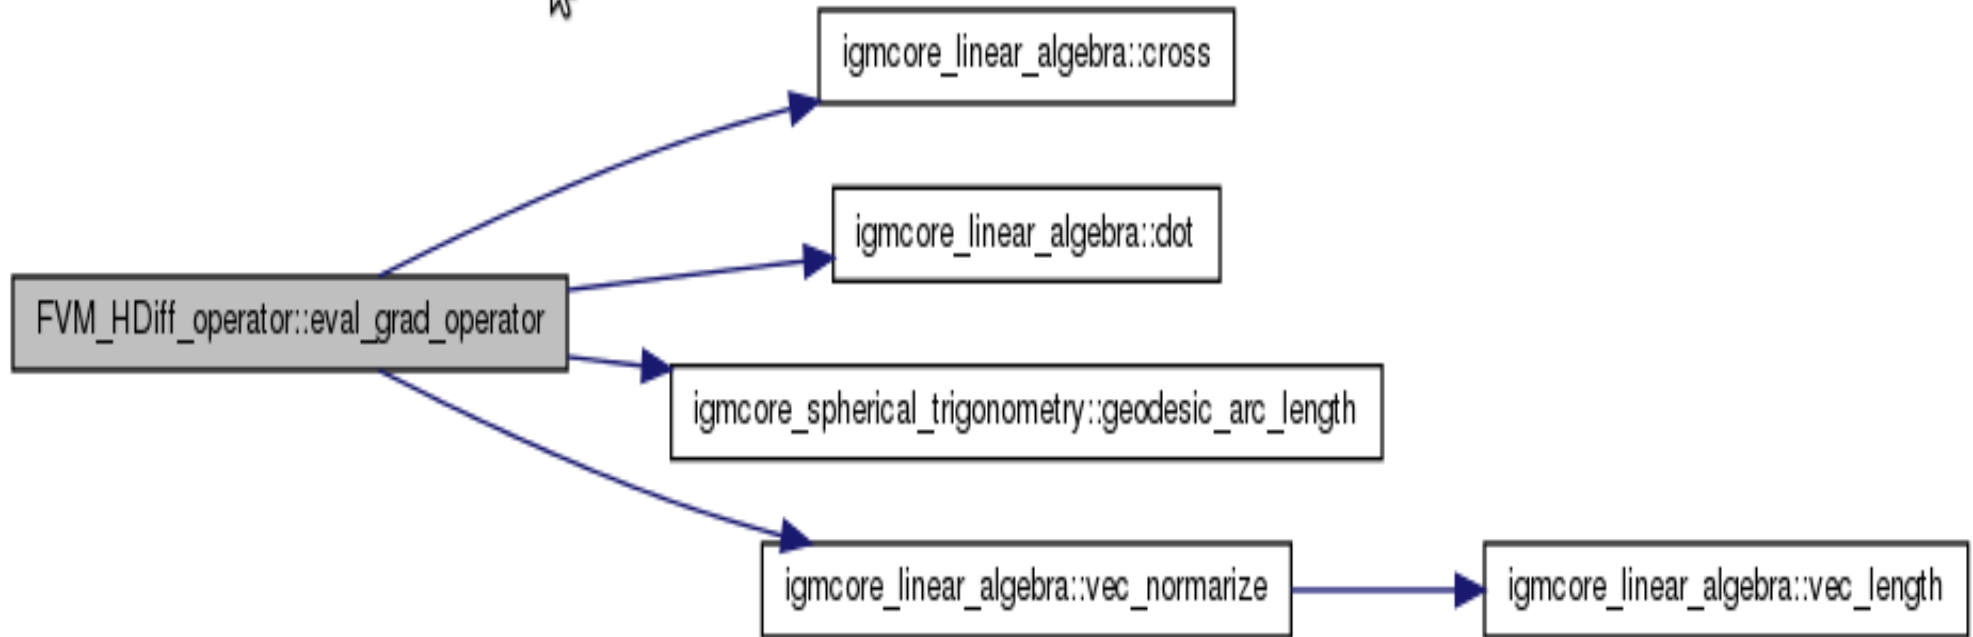 igmcore_linear_algebra::cross
igmcore_linear_algebra::dot
FVM_HDiff_operator::eval_grad_operator
igmcore_spherical_trigonometry::geodesic_arc_length
igmcore_linear_algebra::vec_normarize
igmcore_linear_algebra::vec_length